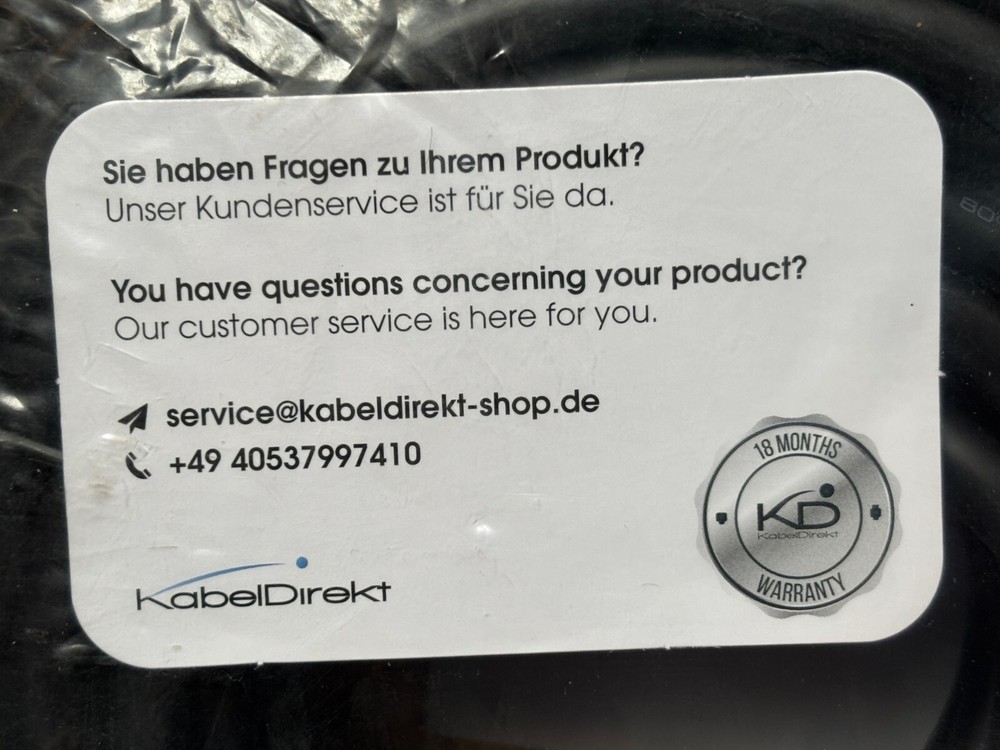 Sie haben Fragen zu Ihrem Produkt?
Unser Kundenservice ist für Sie da.
You have questions concerning your product?
Our customer service is here for you.
service@kabeldirekt-shop.de
+49 40537997410
KabelDirekt
18 MONTHS
KD
KabelDirekt
WARRANTY